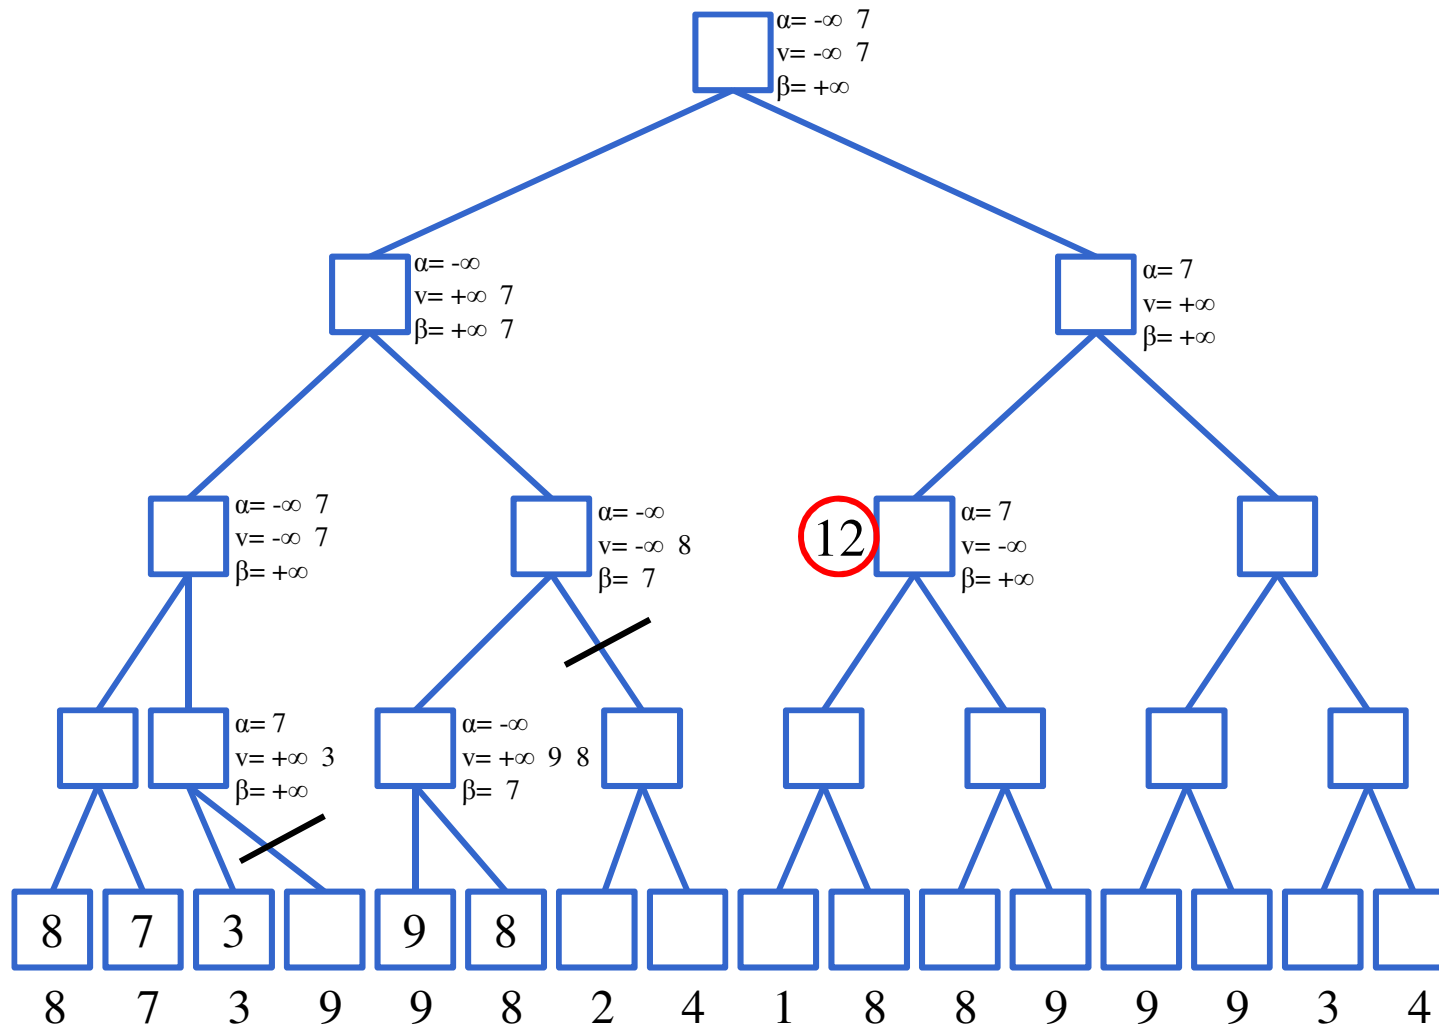 α= -∞ 7
v= -∞ 7
β= +∞
α= -∞
v= +∞ 7
β= +∞ 7
α= 7
v= +∞
β= +∞
α= -∞ 7
v= -∞ 7
β= +∞
α= -∞
v= -∞ 8
β= 7
12
α= 7
v= -∞
β= +∞
α= 7
v= +∞ 3
β= +∞
α= -∞
v= +∞ 9 8
β= 7
8 7 3 9 8
8 7 3 9 9 8 2 4 1 8 8 9 9 9 3 4